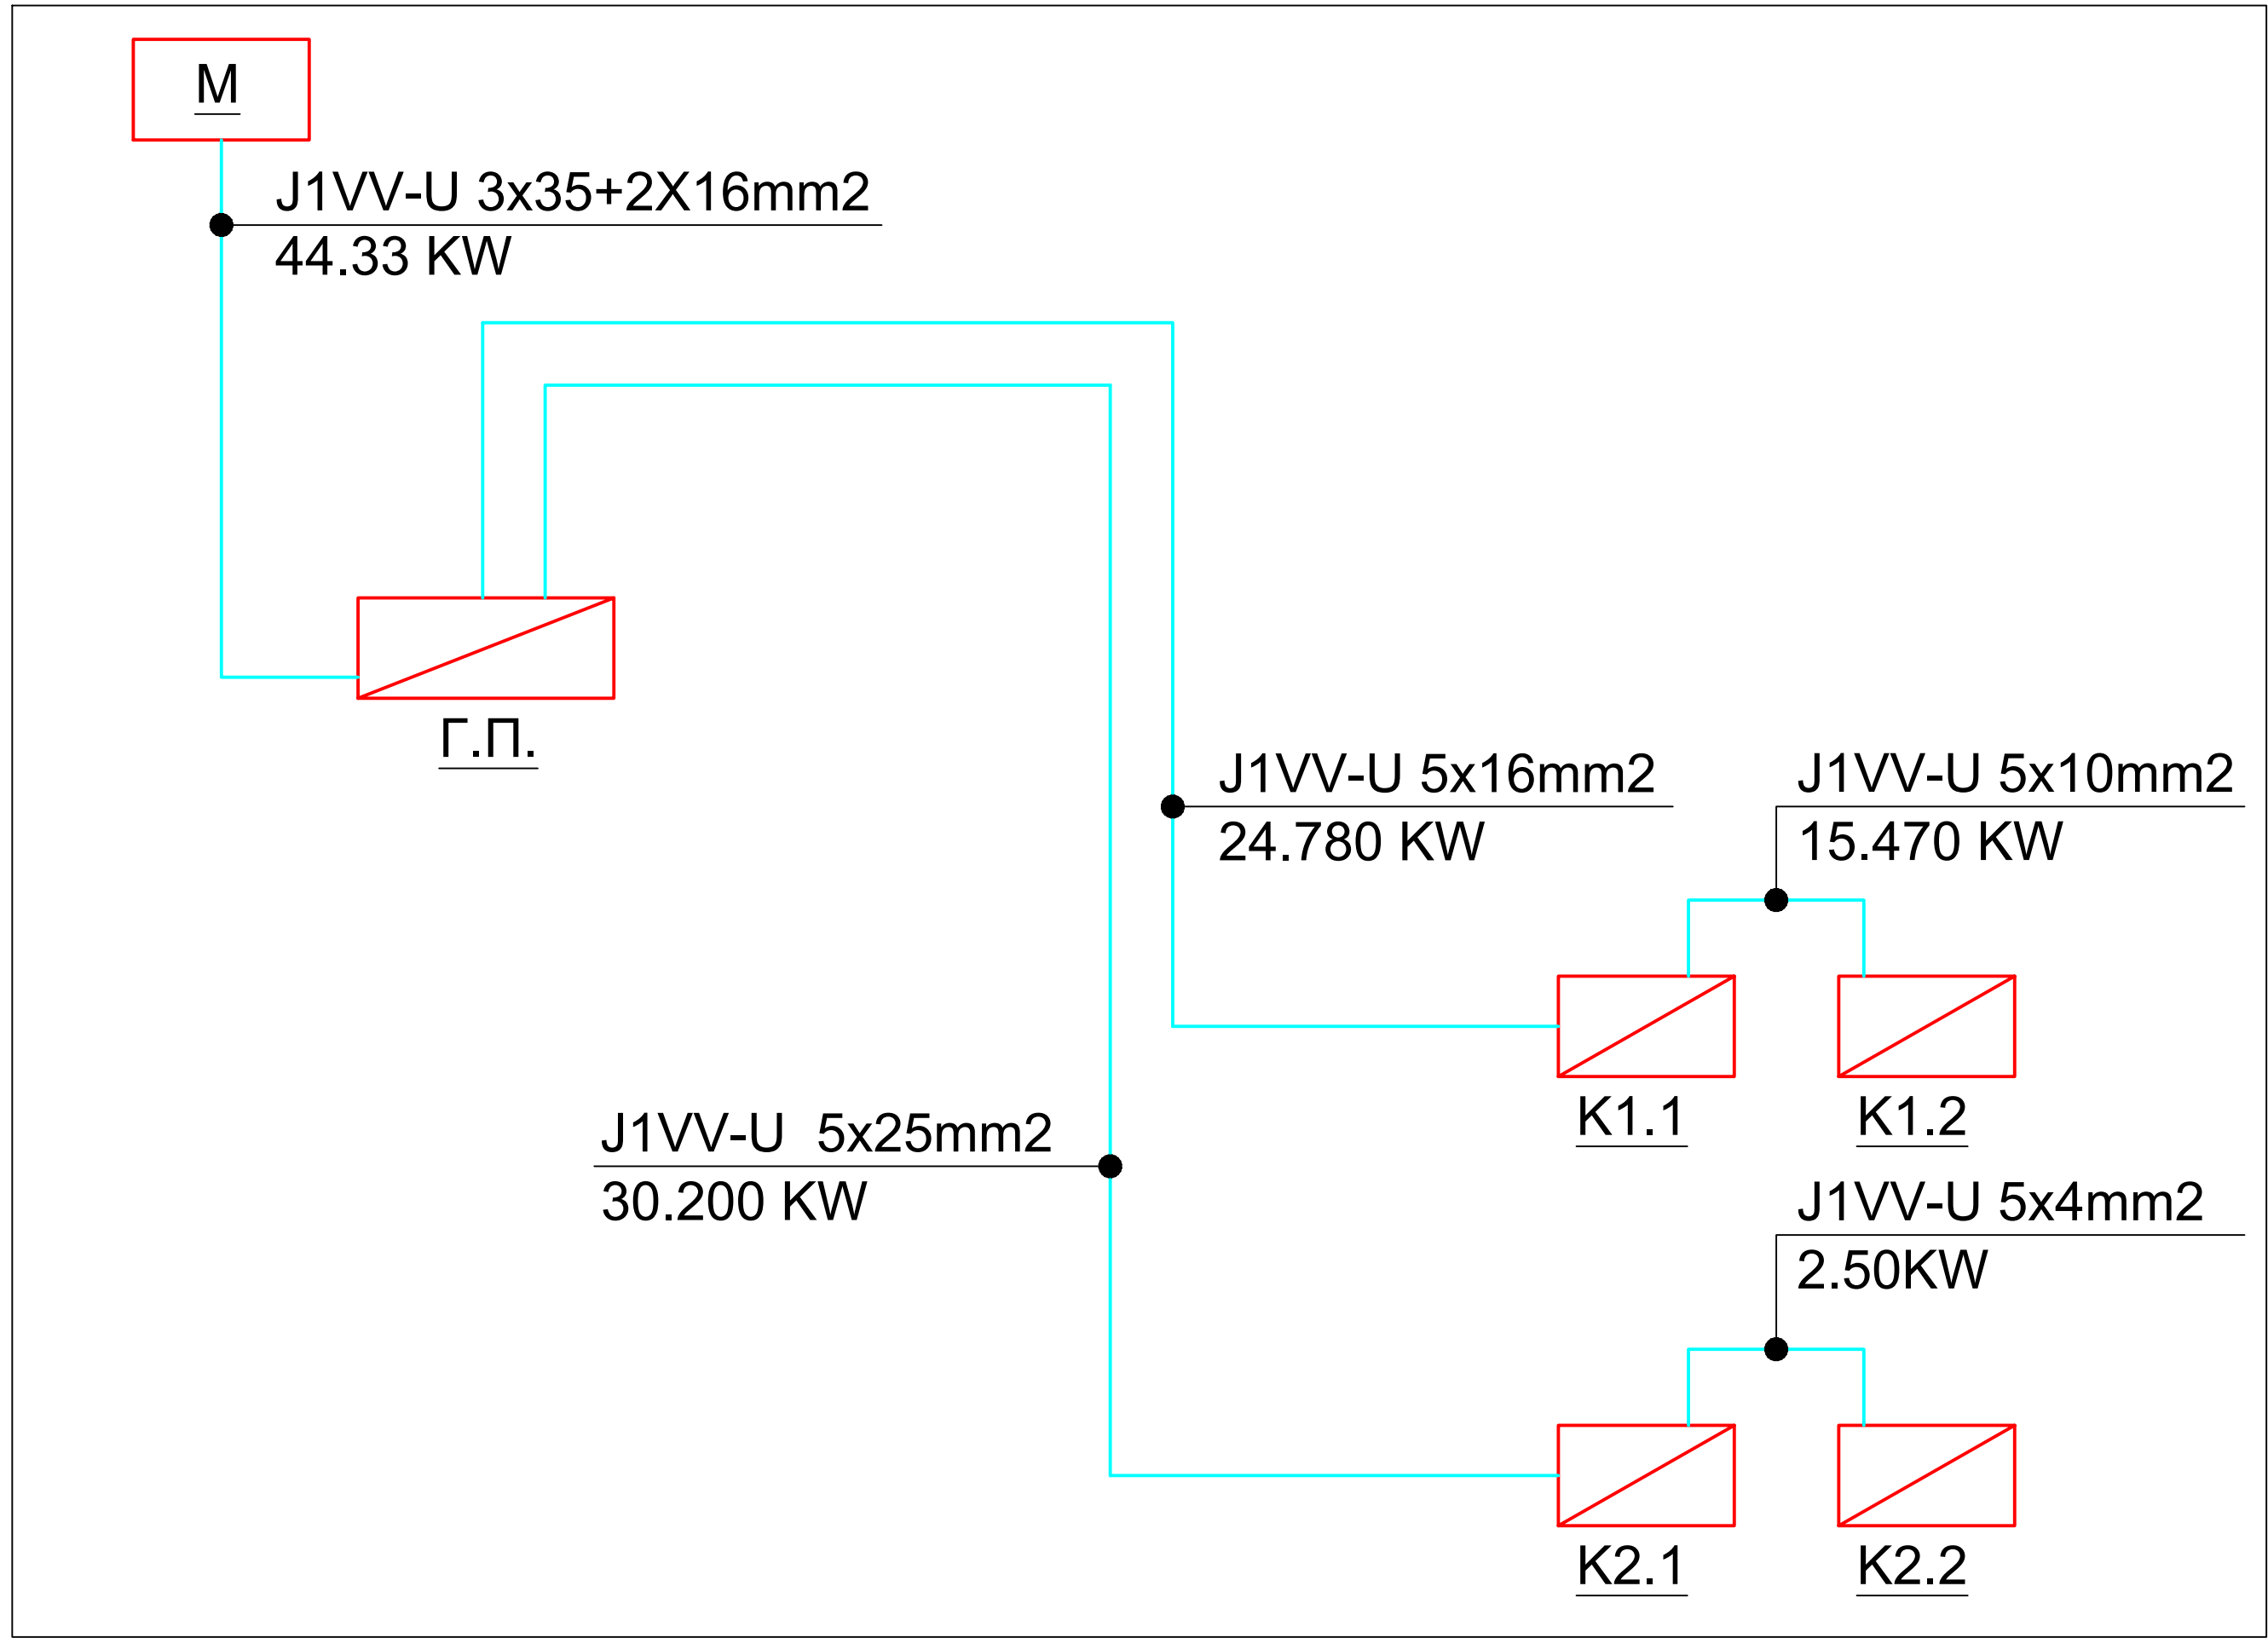 M
J1VV-U 3x35+2X16mm2
44.33 KW
Г.П.
J1VV-U 5x16mm2
24.780 KW
J1VV-U 5x10mm2
15.470 KW
K1.1
K1.2
J1VV-U  5x25mm2
30.200 KW
J1VV-U 5x4mm2
2.50KW
K2.1
K2.2